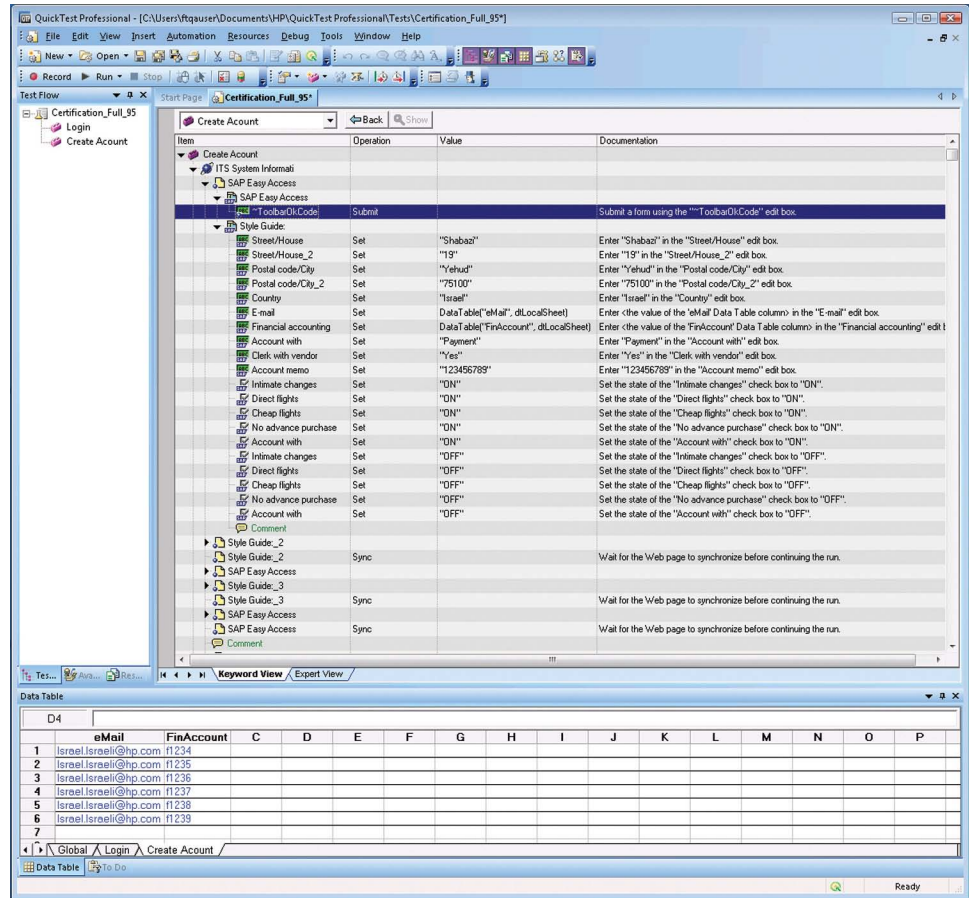 QuickTest Professional - [C:\Users\ftqauser\Documents\HP\QuickTest Professional\Tests\Certification_Full_95*]
File Edit View Insert Automation Resources Debug Tools Window Help
New Open
Record Run Stop
Test Flow
Start Page Certification_Full_95*
Certification_Full_95
Login
Create Acount
Create Acount Back Show
Item Operation Value Documentation
Create Acount
ITS System Informati
SAP Easy Access
SAP Easy Access
~ToolbarOkCode Submit Submit a form using the "~ToolbarOkCode" edit box.
Style Guide:
Street/House Set "Shabazi" Enter "Shabazi" in the "Street/House" edit box.
Street/House_2 Set "19" Enter "19" in the "Street/House_2" edit box.
Postal code/City Set "Yehud" Enter "Yehud" in the "Postal code/City" edit box.
Postal code/City_2 Set "75100" Enter "75100" in the "Postal code/City_2" edit box.
Country Set "Israel" Enter "Israel" in the "Country" edit box.
E-mail Set DataTable("eMail", dtLocalSheet) Enter <the value of the 'eMail' Data Table column> in the "E-mail" edit box.
Financial accounting Set DataTable("FinAccount", dtLocalSheet) Enter <the value of the 'FinAccount' Data Table column> in the "Financial accounting" edit b
Account with Set "Payment" Enter "Payment" in the "Account with" edit box.
Clerk with vendor Set "Yes" Enter "Yes" in the "Clerk with vendor" edit box.
Account memo Set "123456789" Enter "123456789" in the "Account memo" edit box.
Intimate changes Set "ON" Set the state of the "Intimate changes" check box to "ON".
Direct flights Set "ON" Set the state of the "Direct flights" check box to "ON".
Cheap flights Set "ON" Set the state of the "Cheap flights" check box to "ON".
No advance purchase Set "ON" Set the state of the "No advance purchase" check box to "ON".
Account with Set "ON" Set the state of the "Account with" check box to "ON".
Intimate changes Set "OFF" Set the state of the "Intimate changes" check box to "OFF".
Direct flights Set "OFF" Set the state of the "Direct flights" check box to "OFF".
Cheap flights Set "OFF" Set the state of the "Cheap flights" check box to "OFF".
No advance purchase Set "OFF" Set the state of the "No advance purchase" check box to "OFF".
Account with Set "OFF" Set the state of the "Account with" check box to "OFF".
Comment
Style Guide:_2
Style Guide:_2 Sync Wait for the Web page to synchronize before continuing the run.
SAP Easy Access
Style Guide:_3
Style Guide:_3 Sync Wait for the Web page to synchronize before continuing the run.
SAP Easy Access
SAP Easy Access Sync Wait for the Web page to synchronize before continuing the run.
Comment
Tes... Ava... Res... Keyword View Expert View
Data Table
D4
eMail FinAccount C D E F G H I J K L M N O P
1 Israel.Israeli@hp.com f1234
2 Israel.Israeli@hp.com f1235
3 Israel.Israeli@hp.com f1236
4 Israel.Israeli@hp.com f1237
5 Israel.Israeli@hp.com f1238
6 Israel.Israeli@hp.com f1239
7
Global Login Create Acount
Data Table To Do
Ready